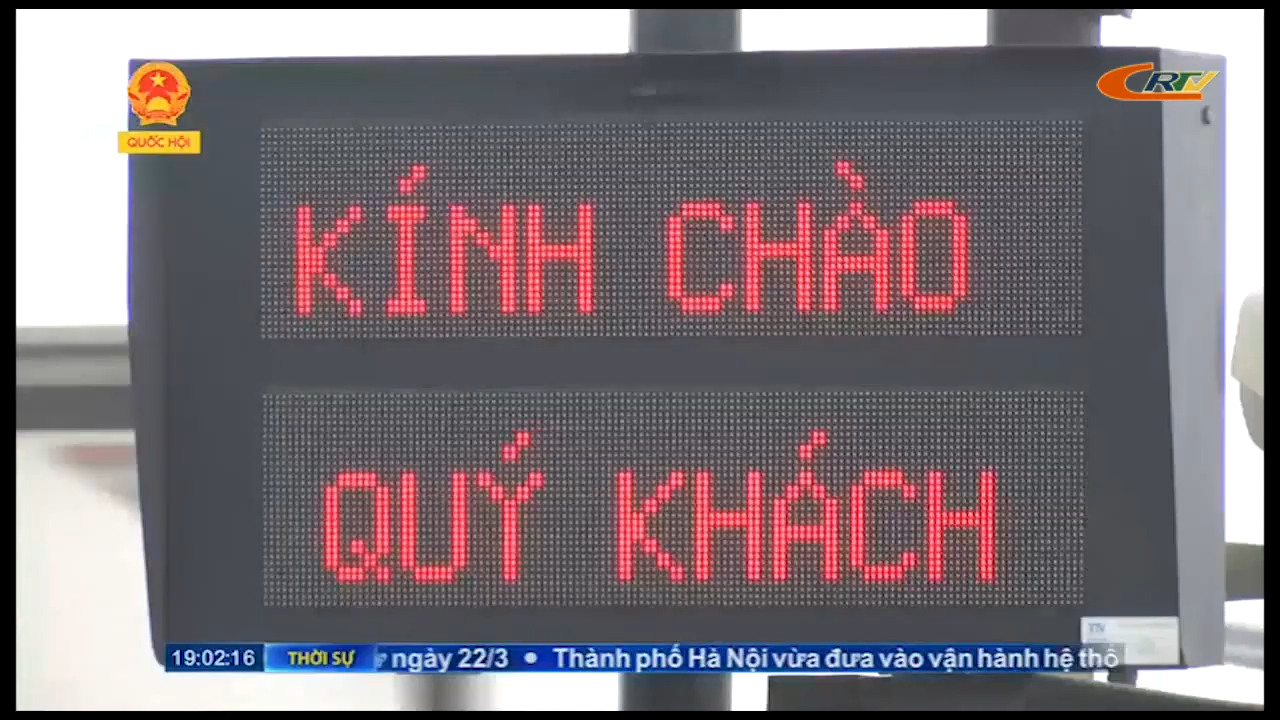 QUỐC HỘI
CRTV
KÍNH CHÀO
QUÝ KHÁCH
19:02:16 THỜI SỰ ngày 22/3 • Thành phố Hà Nội vừa đưa vào vận hành hệ thố